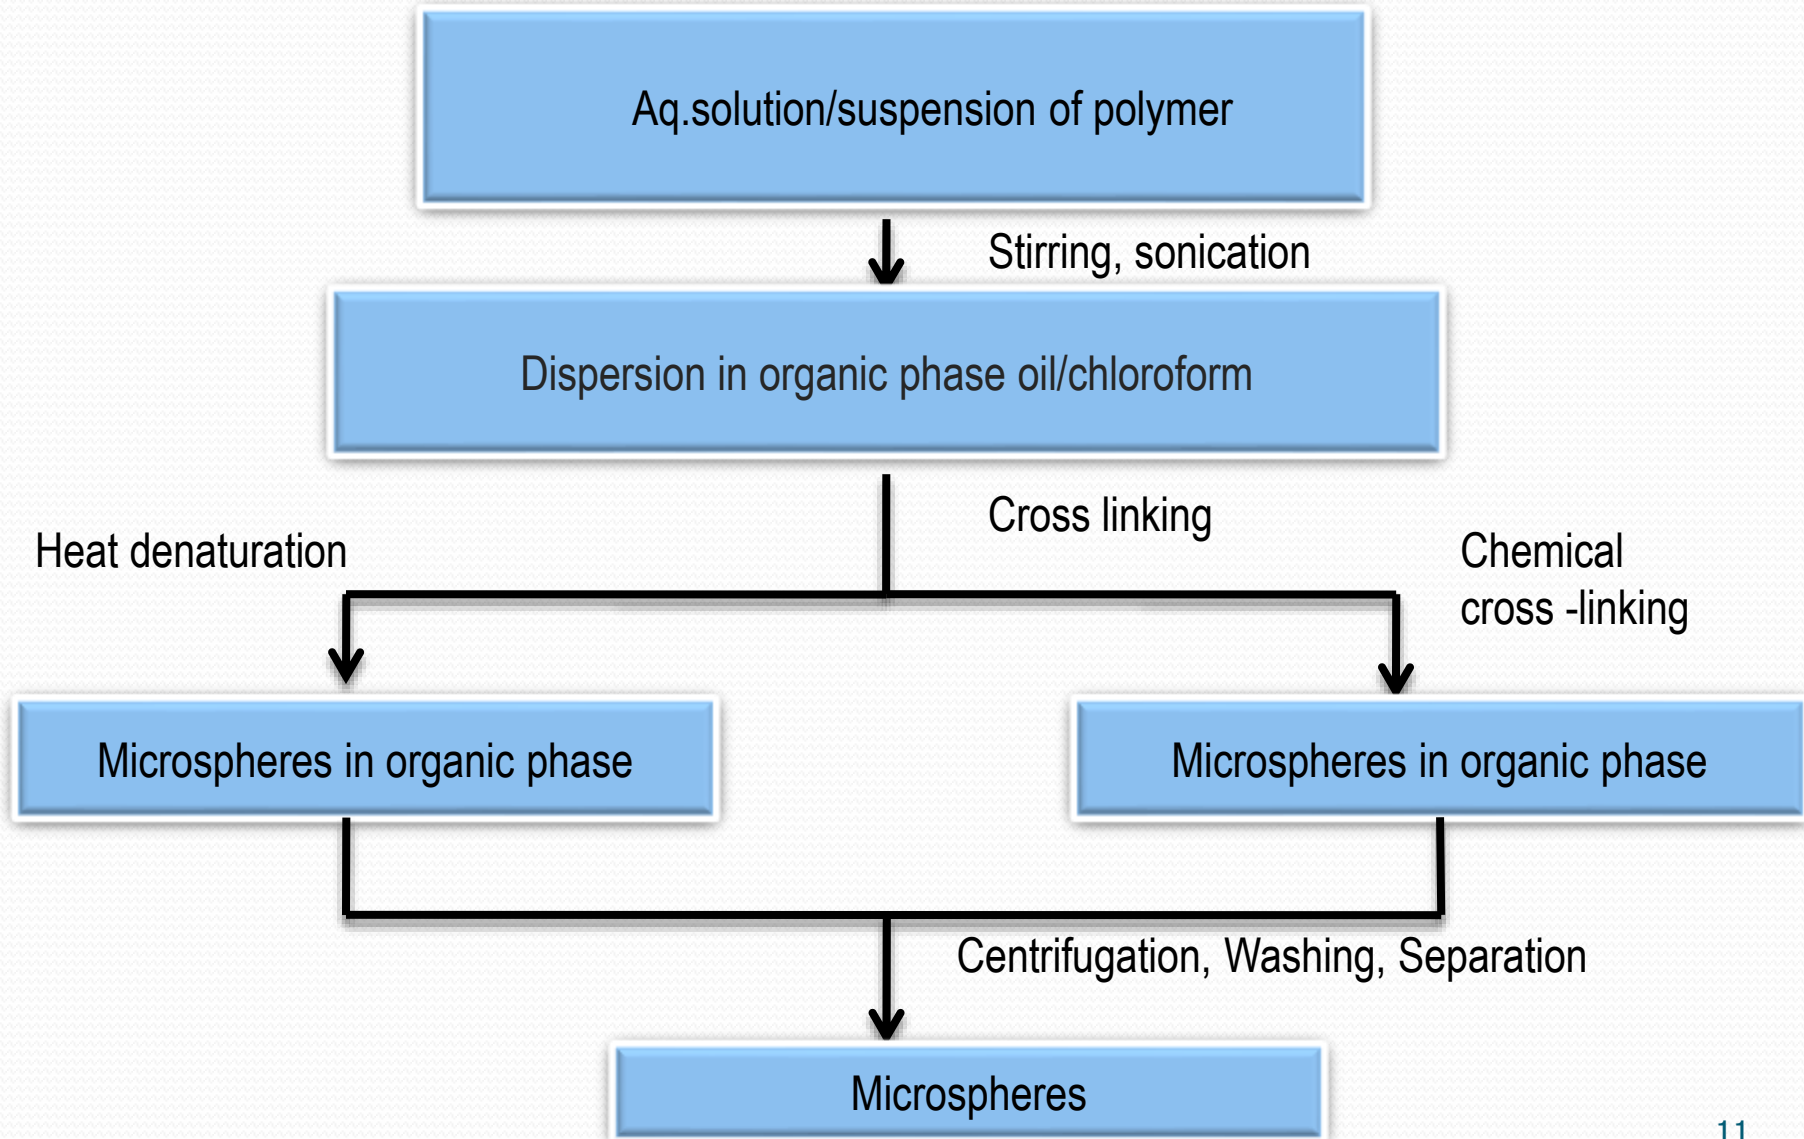 Aq.solution/suspension of polymer
Stirring, sonication
Dispersion in organic phase oil/chloroform
Cross linking
Heat denaturation
Chemical
cross -linking
Microspheres in organic phase
Microspheres in organic phase
Centrifugation, Washing, Separation
Microspheres
11